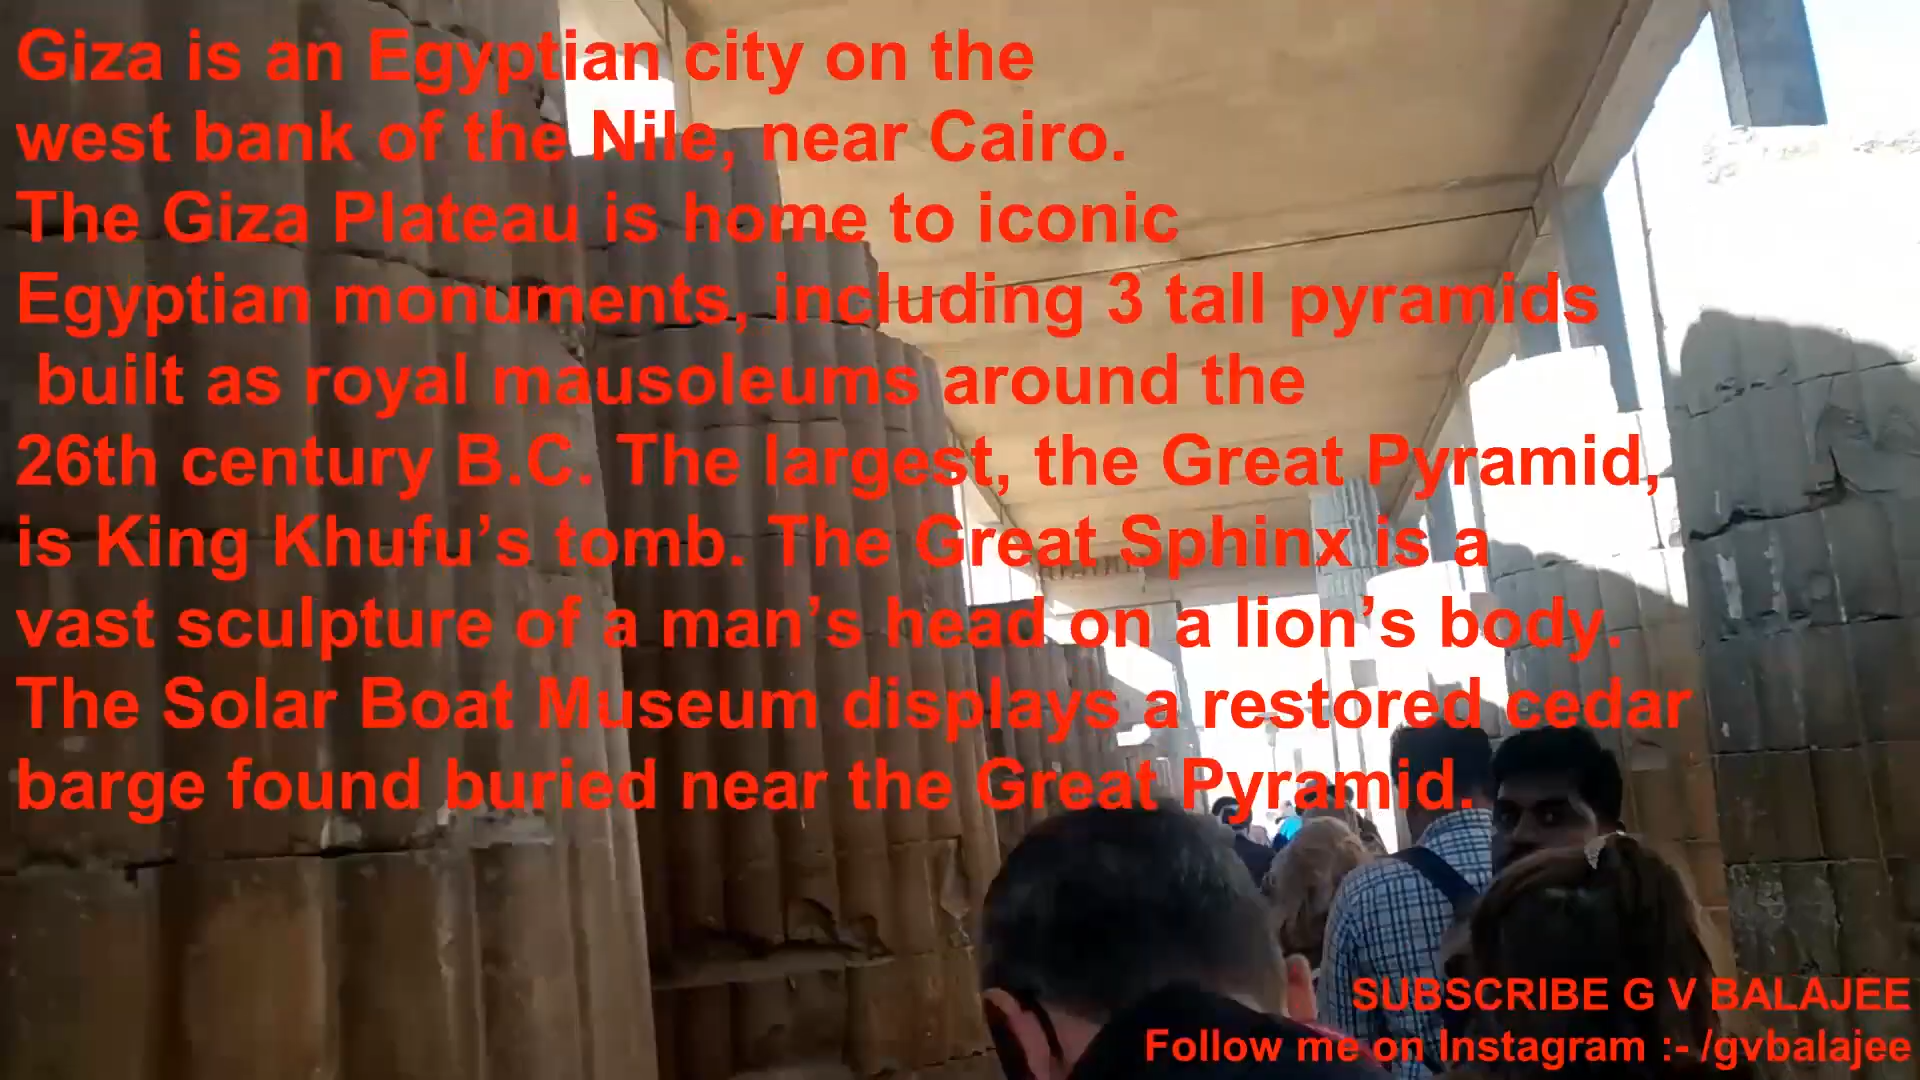 Giza is an Egyptian city on the
west bank of the Nile, near Cairo.
The Giza Plateau is home to iconic
Egyptian monuments, including 3 tall pyramids
built as royal mausoleums around the
26th century B.C. The largest, the Great Pyramid,
is King Khufu’s tomb. The Great Sphinx is a
vast sculpture of a man’s head on a lion’s body.
The Solar Boat Museum displays a restored cedar
barge found buried near the Great Pyramid.
SUBSCRIBE G V BALAJEE
Follow me on Instagram :- /gvbalajee